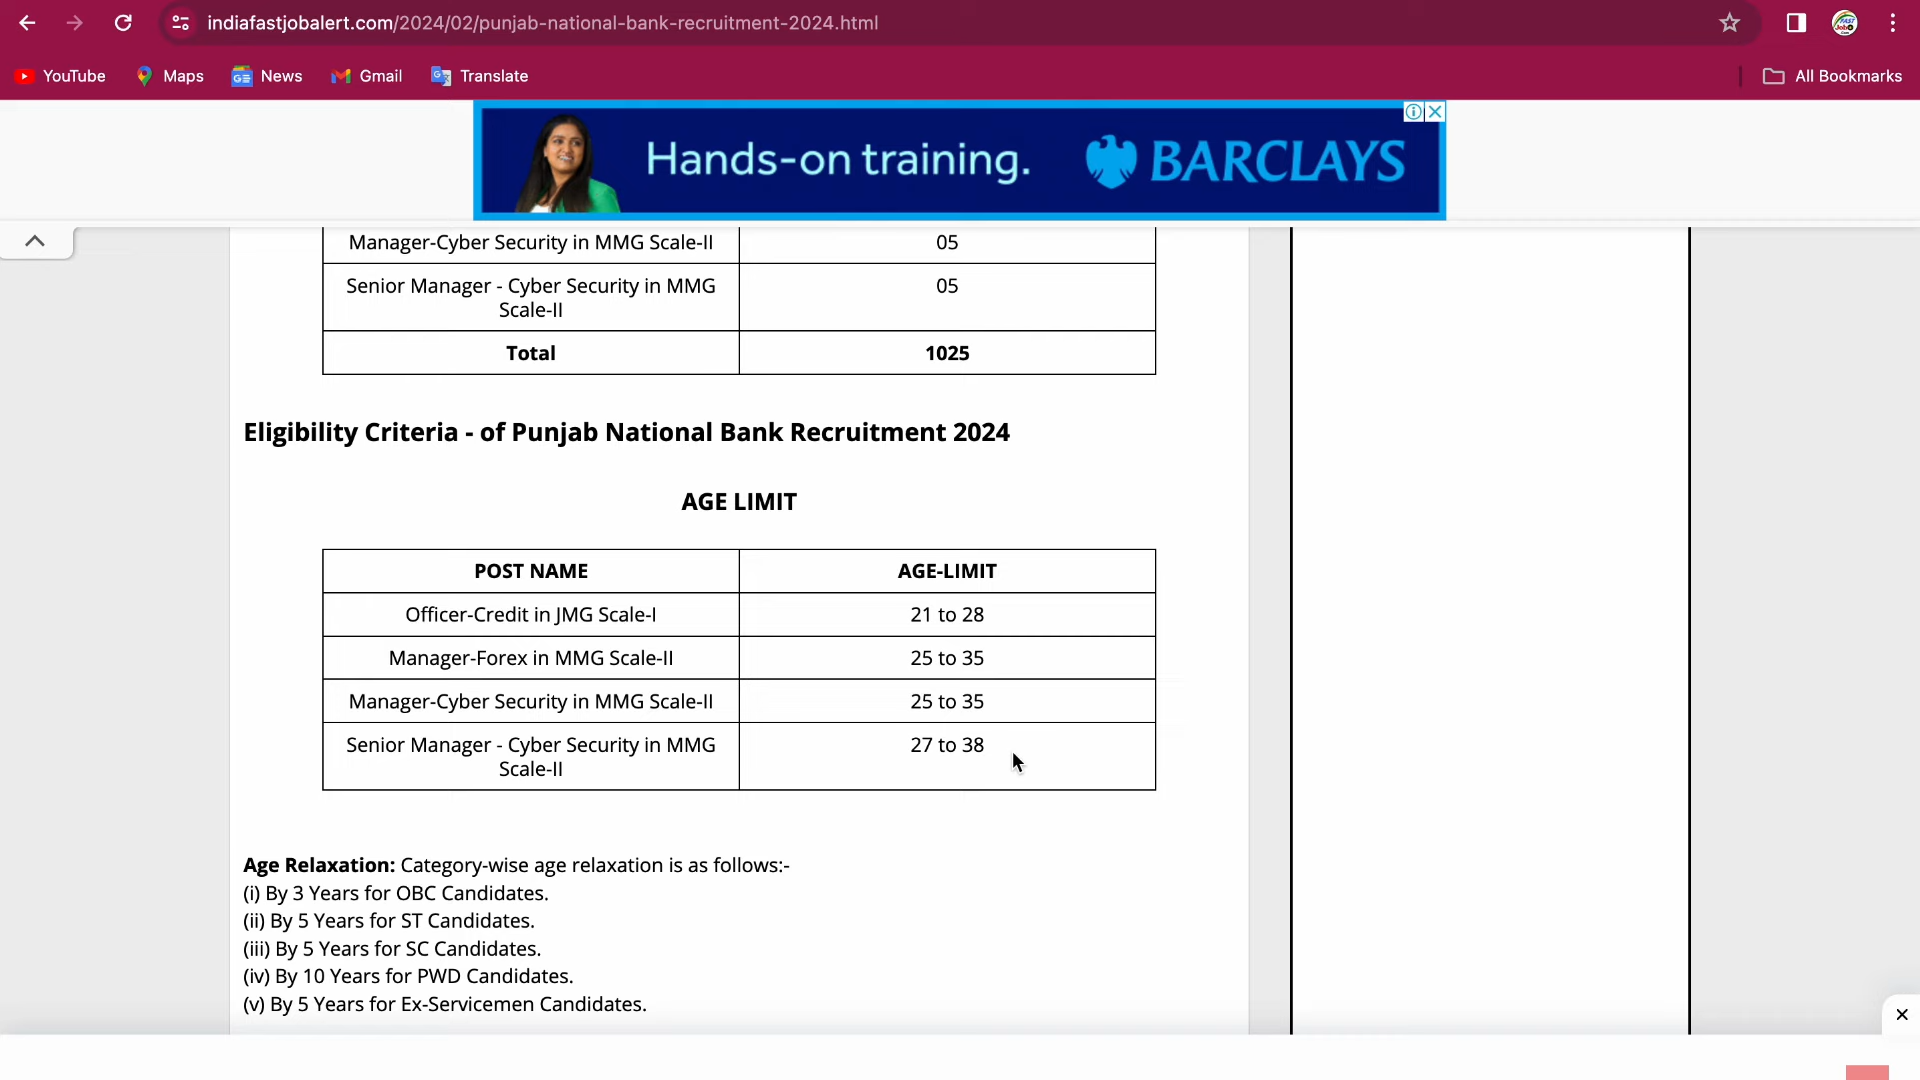 indiafastjobalert.com/2024/02/punjab-national-bank-recruitment-2024.html
YouTube Maps News Gmail Translate All Bookmarks
Hands-on training. BARCLAYS
Manager-Cyber Security in MMG Scale-II 05
Senior Manager - Cyber Security in MMG 05
Scale-II
Total 1025
Eligibility Criteria - of Punjab National Bank Recruitment 2024
AGE LIMIT
POST NAME AGE-LIMIT
Officer-Credit in JMG Scale-I 21 to 28
Manager-Forex in MMG Scale-II 25 to 35
Manager-Cyber Security in MMG Scale-II 25 to 35
Senior Manager - Cyber Security in MMG 27 to 38
Scale-II
Age Relaxation: Category-wise age relaxation is as follows:-
(i) By 3 Years for OBC Candidates.
(ii) By 5 Years for ST Candidates.
(iii) By 5 Years for SC Candidates.
(iv) By 10 Years for PWD Candidates.
(v) By 5 Years for Ex-Servicemen Candidates.